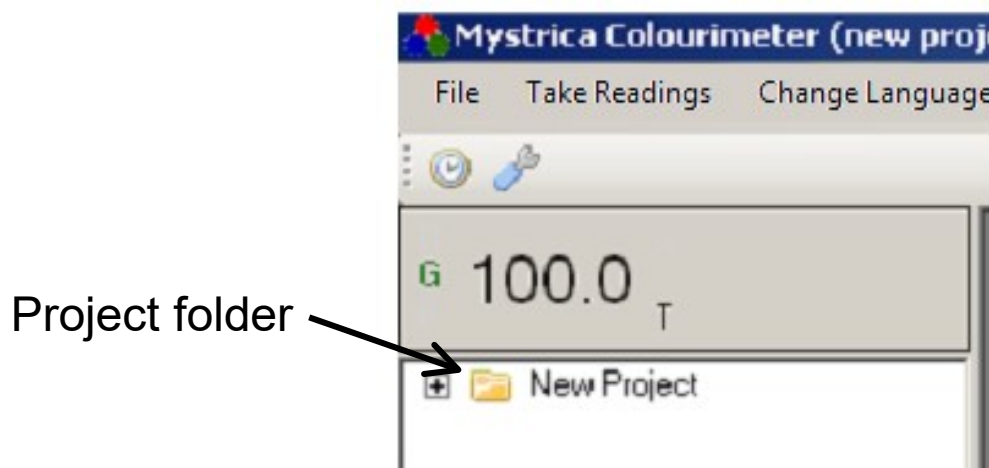 Mystrica Colourimeter (new proj
File Take Readings Change Language
G 100.0 T
Project folder
New Project